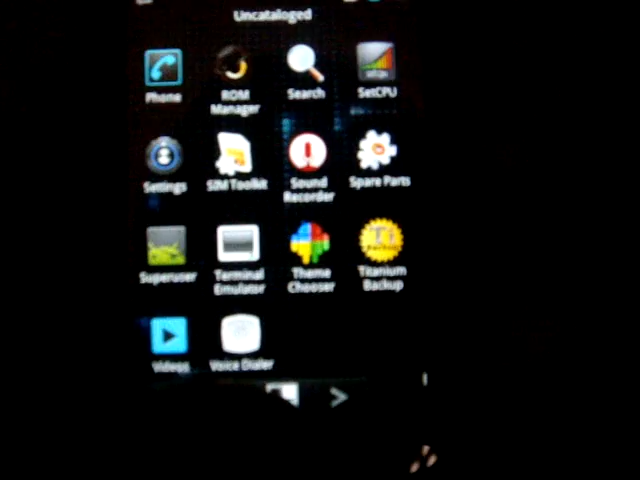 Uncataloged
Phone
ROM
Manager
Search
SetCPU
Settings
SIM Toolkit
Sound
Recorder
Spare Parts
Superuser
Terminal
Emulator
Theme
Chooser
Ti
Titanium
Backup
Videos
Voice Dialer